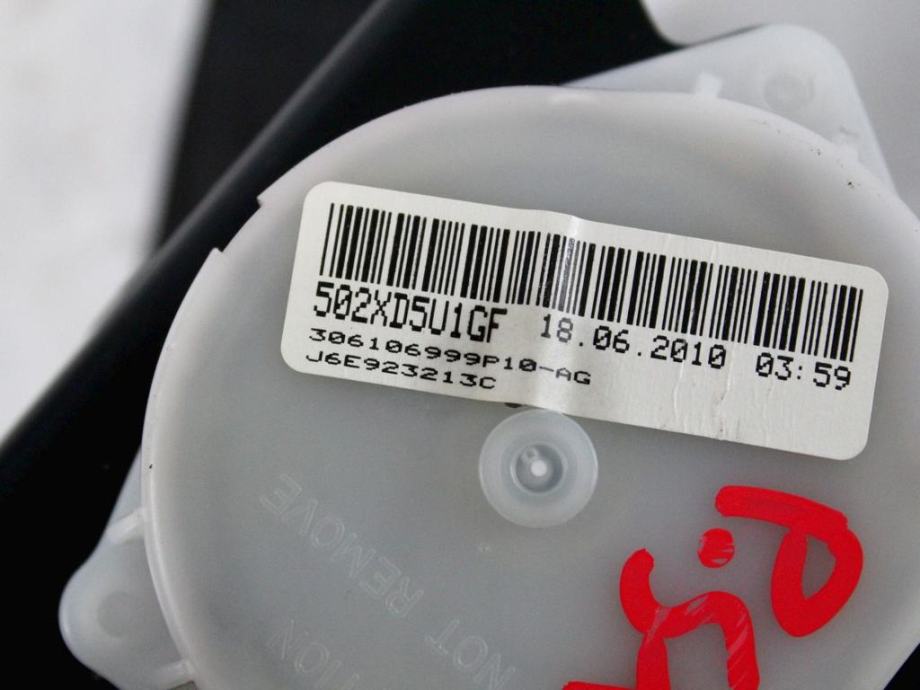 502XD5U1GF 18.06.2010 03:59
306106999P10-AG
J6E923213C
NOT REMOVE